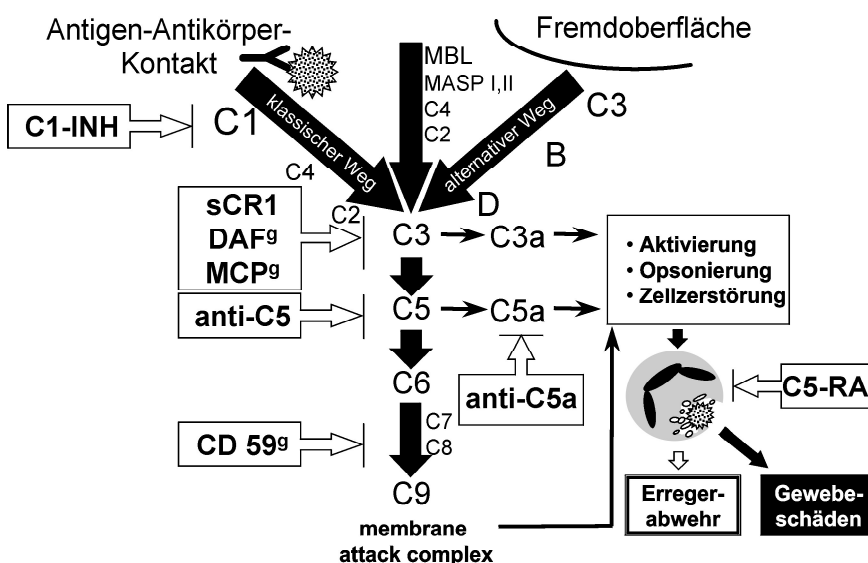 Antigen-Antikörper-
Kontakt
Fremdoberfläche
MBL
MASP I,II
C4
C2
C1-INH
C1
klassischer Weg
alternativer Weg
C3
B
C4
C2
D
sCR1
DAFg
MCPg
C3
C3a
• Aktivierung
• Opsonierung
• Zellzerstörung
anti-C5
C5
C5a
C6
anti-C5a
C5-RA
CD 59g
C7
C8
C9
Erreger-
abwehr
Gewebe-
schäden
membrane
attack complex